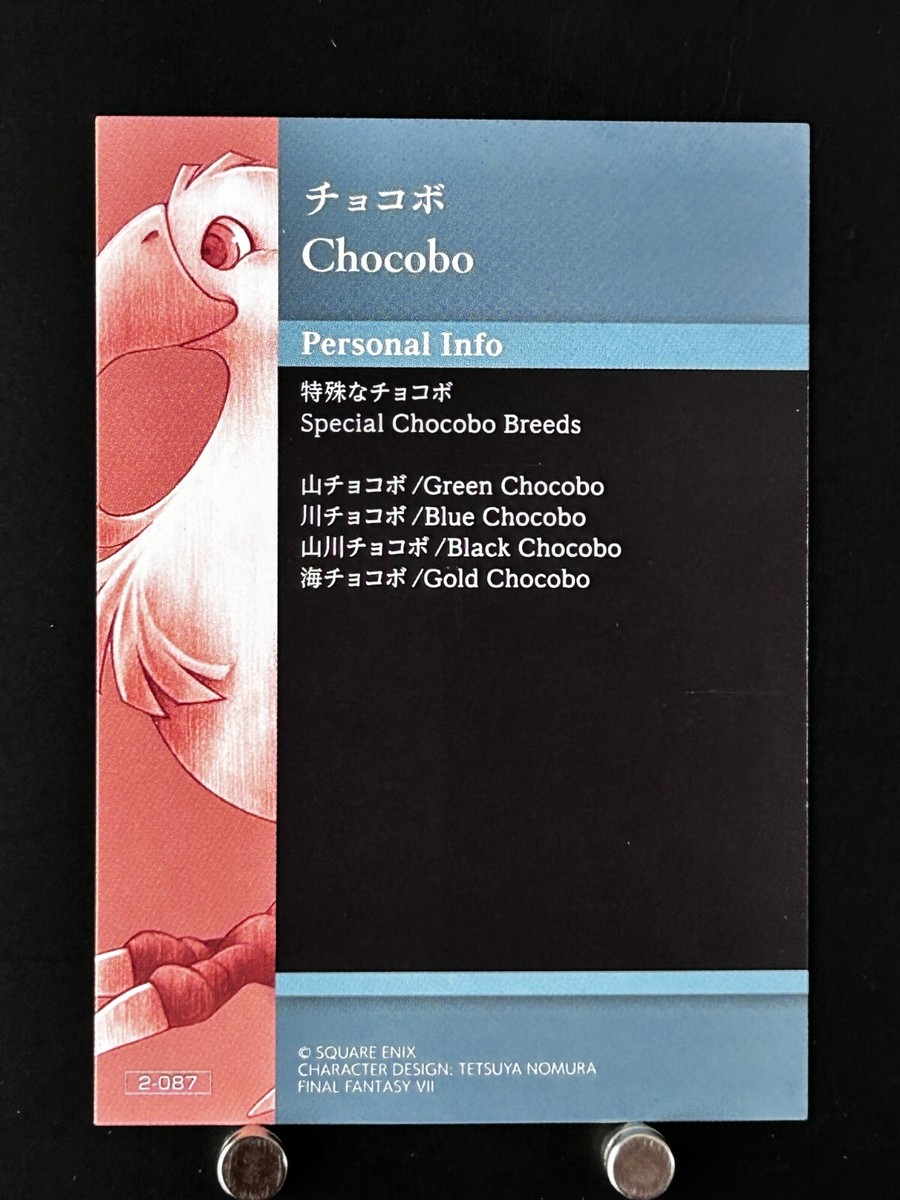 チョコボ
Chocobo
Personal Info
特殊なチョコボ
Special Chocobo Breeds
山チョコボ/Green Chocobo
川チョコボ/Blue Chocobo
山川チョコボ/Black Chocobo
海チョコボ/Gold Chocobo
© SQUARE ENIX
CHARACTER DESIGN: TETSUYA NOMURA
FINAL FANTASY VII
2-087